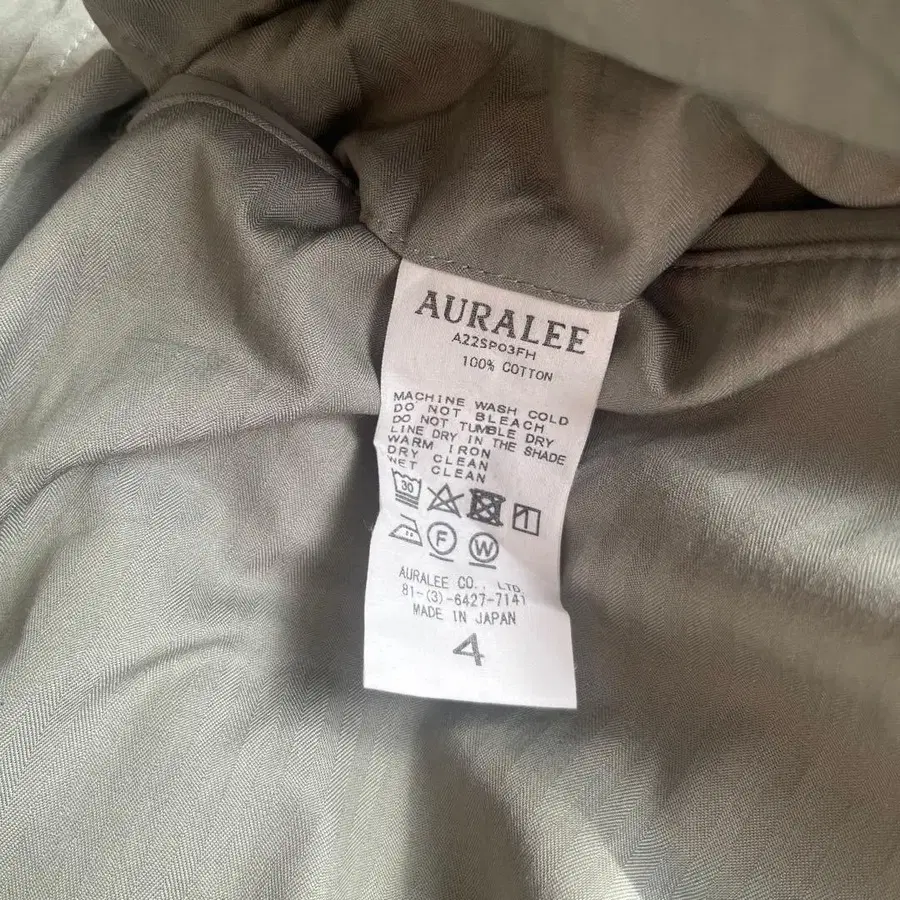 AURALEE
A22SP03FH
100% COTTON
MACHINE WASH COLD
DO NOT BLEACH
DO NOT TUMBLE DRY
LINE DRY IN THE SHADE
WARM IRON
DRY CLEAN
WET CLEAN
30
F W
AURALEE CO., LTD.
81-(3)-6427-7141
MADE IN JAPAN
4